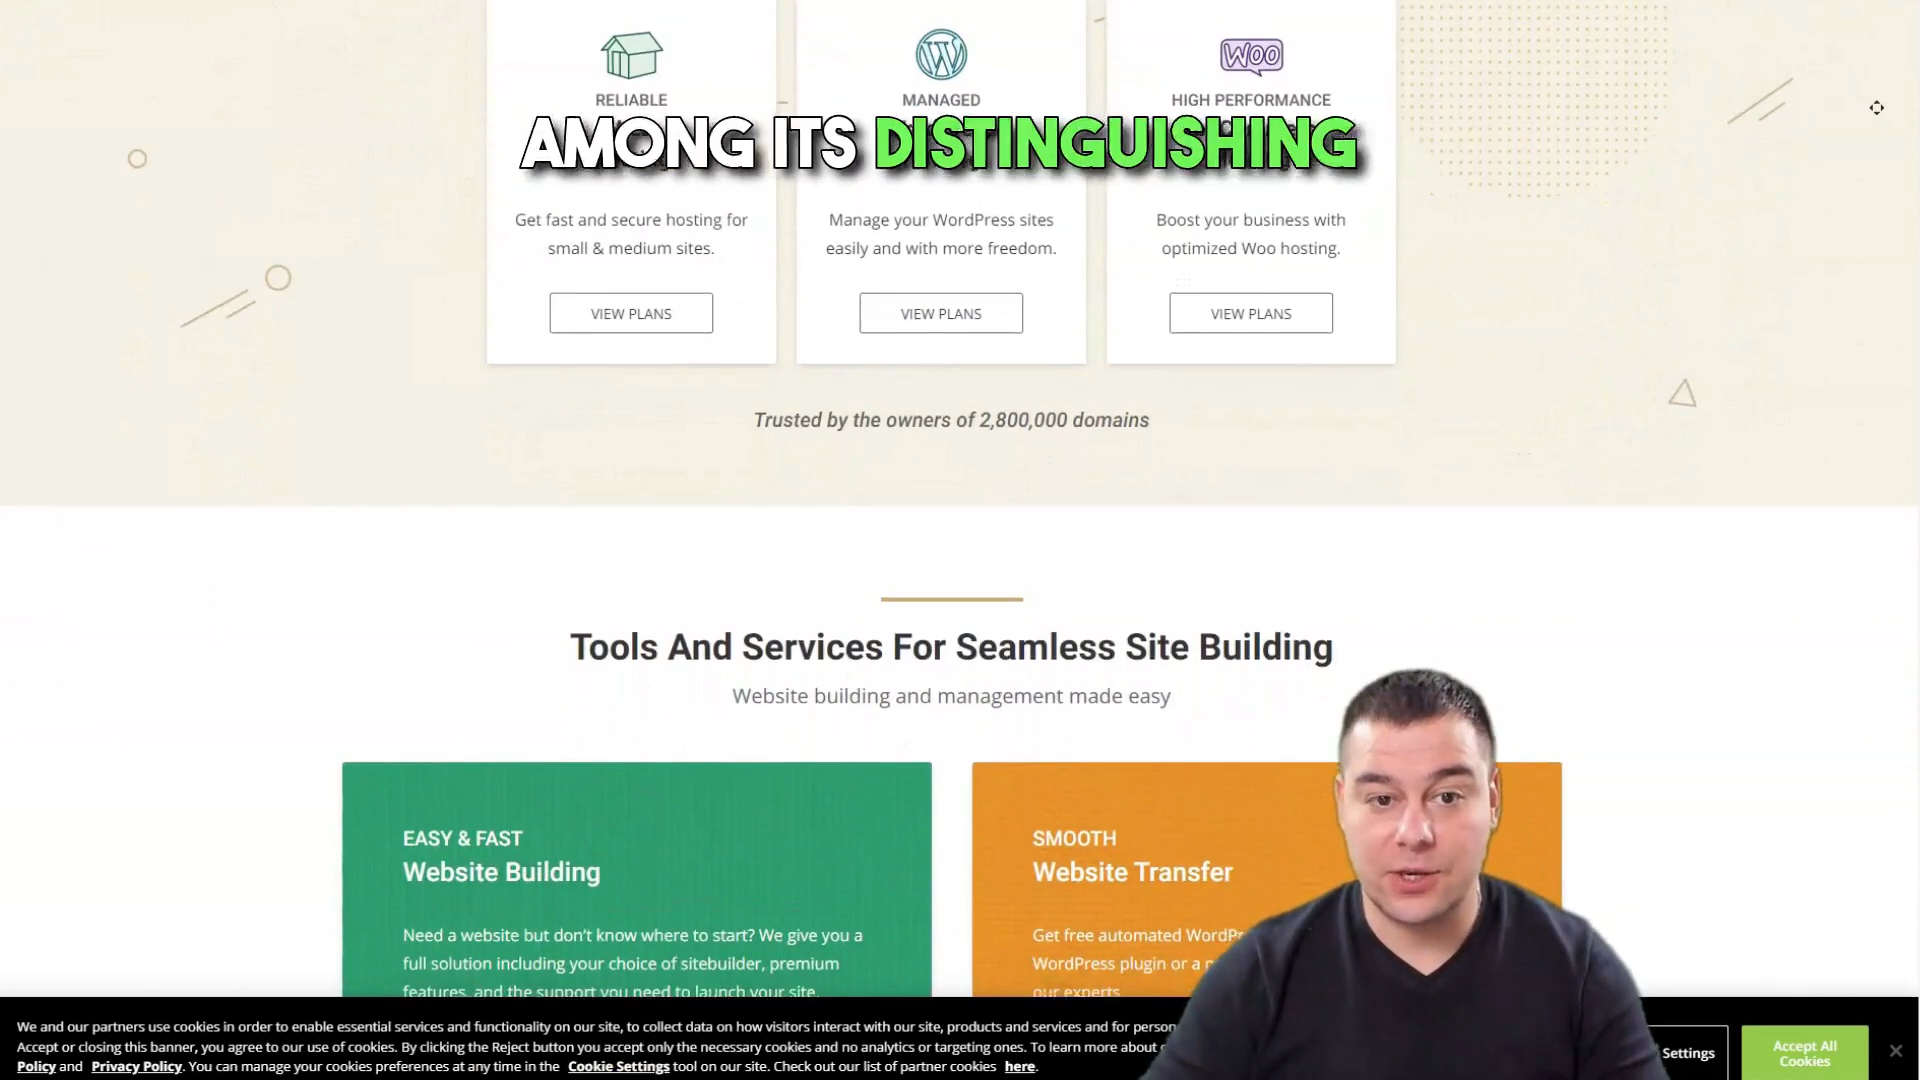 WOO
RELIABLE
MANAGED
HIGH PERFORMANCE
AMONG ITS DISTINGUISHING
Get fast and secure hosting for
small & medium sites.
Manage your WordPress sites
easily and with more freedom.
Boost your business with
optimized Woo hosting.
VIEW PLANS
VIEW PLANS
VIEW PLANS
Trusted by the owners of 2,800,000 domains
Tools And Services For Seamless Site Building
Website building and management made easy
EASY & FAST
Website Building
Need a website but don't know where to start? We give you a
full solution including your choice of sitebuilder, premium
features, and the support you need to launch your site.
SMOOTH
Website Transfer
Get free automated
WordPress plugin or a
our experts
We and our partners use cookies in order to enable essential services and functionality on our site, to collect data on how visitors interact with our site, products and services and for
Accept or closing this banner, you agree to our use of cookies. By clicking the Reject button you accept only the necessary cookies and no analytics or targeting ones. To learn more about
Policy and Privacy Policy. You can manage your cookies preferences at any time in the Cookie Settings tool on our site. Check out our list of partner cookies here.
Settings
Accept All
Cookies